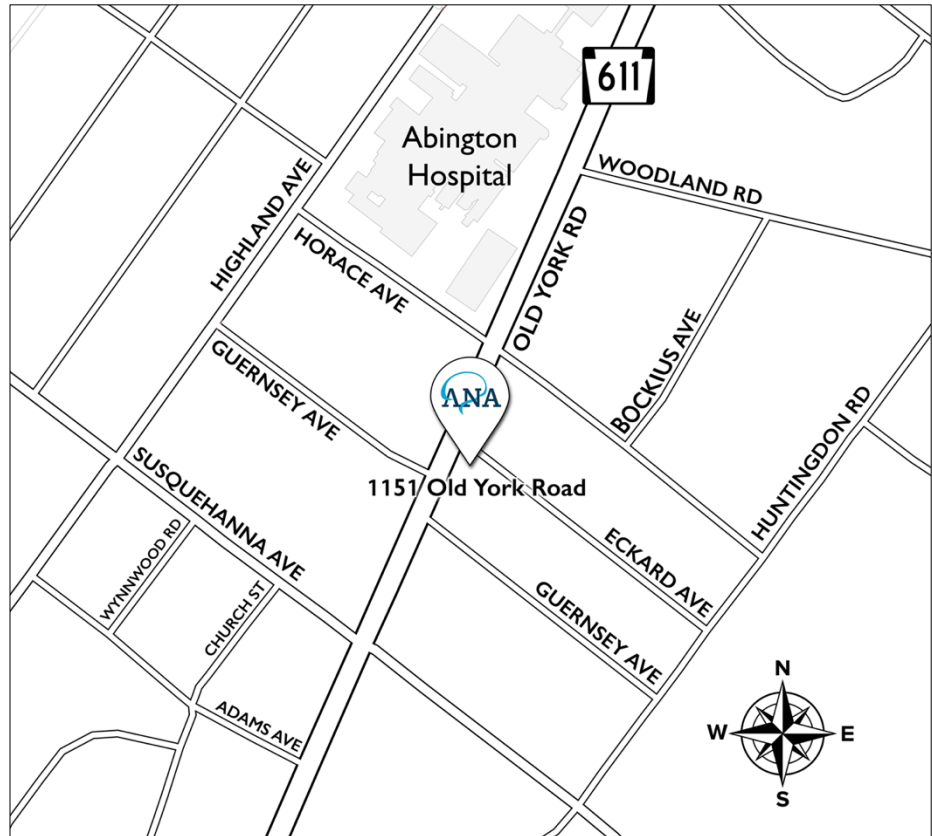 611
Abington
Hospital
WOODLAND RD
HIGHLAND AVE
HORACE AVE
OLD YORK RD
BOCKIUS AVE
GUERNSEY AVE
ANA
HUNTINGDON RD
1151 Old York Road
SUSQUEHANNA AVE
WYNNWOOD RD
CHURCH ST
ECKARD AVE
GUERNSEY AVE
ADAMS AVE
N
W
E
S